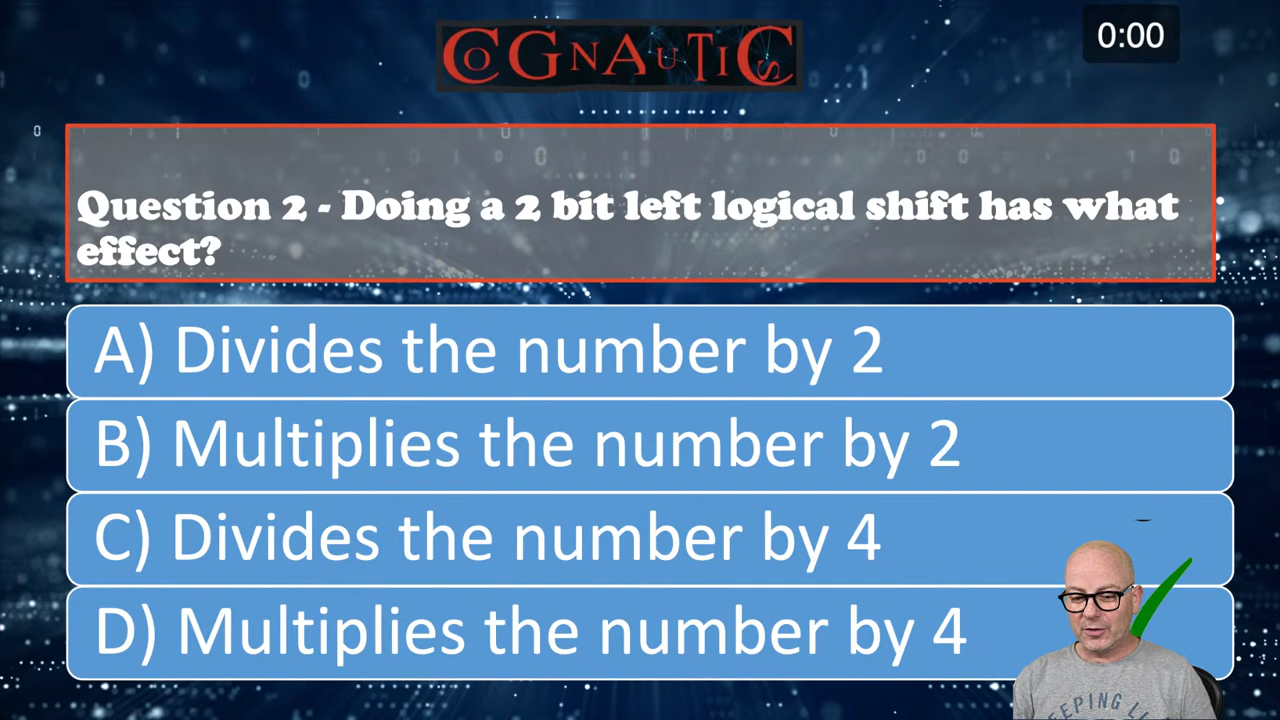 COGNAUTICS
0:00
Question 2 - Doing a 2 bit left logical shift has what
effect?
A) Divides the number by 2
B) Multiplies the number by 2
C) Divides the number by 4
D) Multiplies the number by 4